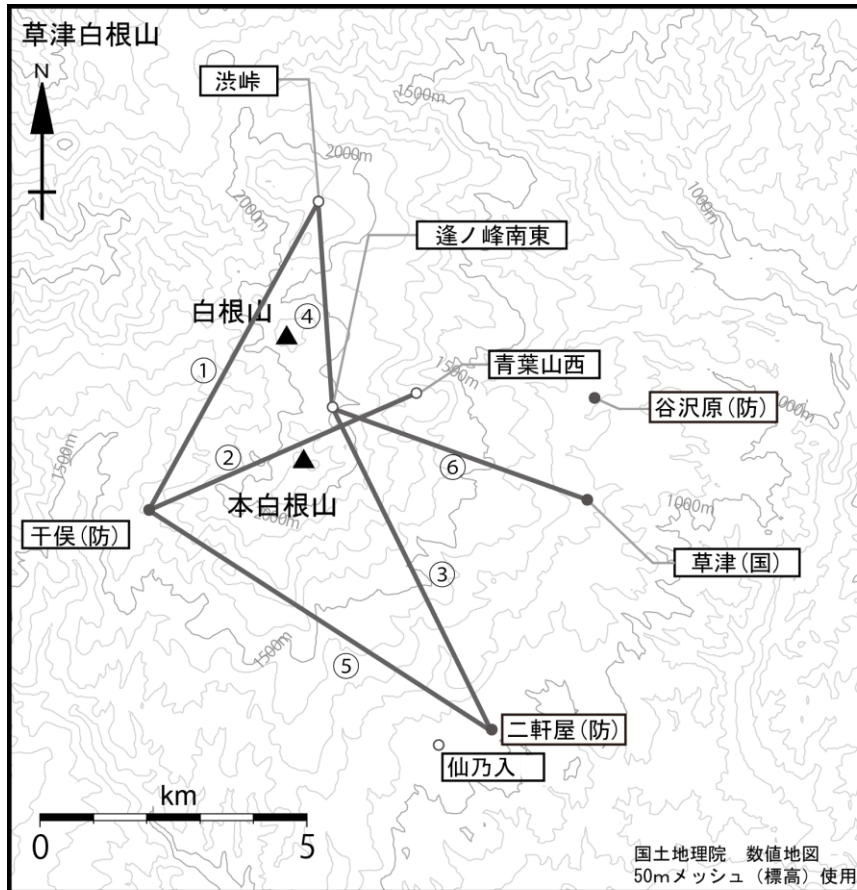 草津白根山
N
渋峠
1500m
2000m
2000m
1000m
逢ノ峰南東
白根山
④
①
青葉山西
1500m
谷沢原(防)
1000m
②
⑥
1500m
本白根山
2000m
1000m
干俣(防)
草津(国)
③
1500m
⑤
二軒屋(防)
仙乃入
km
0 5
国土地理院 数値地図
50mメッシュ(標高)使用